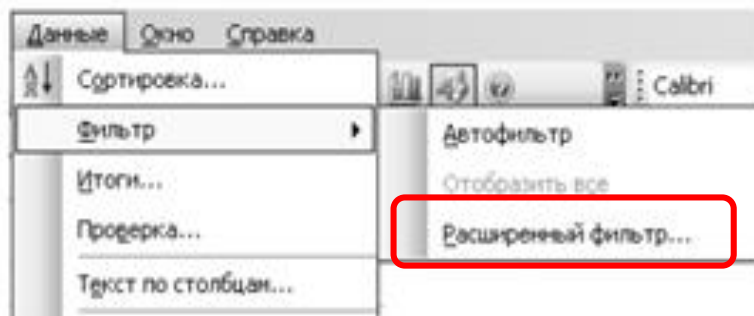 Данные Окно Справка
Сортировка...
Calibri
Фильтр
Автофильтр
Итоги...
Отобразить все
Проверка...
Расширенный фильтр...
Текст по столбцам...